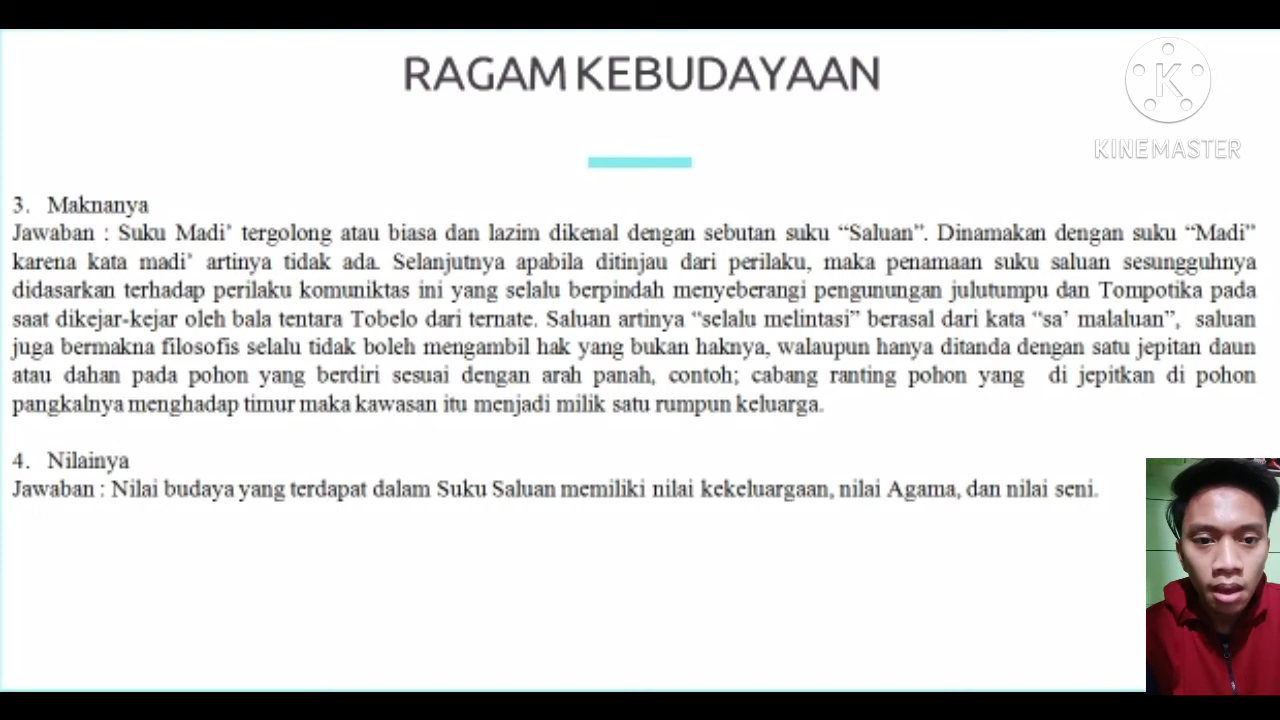 RAGAM KEBUDAYAAN
KINEMASTER
3. Maknanya
Jawaban : Suku Madi’ tergolong atau biasa dan lazim dikenal dengan sebutan suku “Saluan”. Dinamakan dengan suku “Madi”
karena kata madi’ artinya tidak ada. Selanjutnya apabila ditinjau dari perilaku, maka penamaan suku saluan sesungguhnya
didasarkan terhadap perilaku komuniktas ini yang selalu berpindah menyeberangi pengunungan julutumpu dan Tompotika pada
saat dikejar-kejar oleh bala tentara Tobelo dari ternate. Saluan artinya “selalu melintasi” berasal dari kata “sa’ malaluan”, saluan
juga bermakna filosofis selalu tidak boleh mengambil hak yang bukan haknya, walaupun hanya ditanda dengan satu jepitan daun
atau dahan pada pohon yang berdiri sesuai dengan arah panah, contoh; cabang ranting pohon yang di jepitkan di pohon
pangkalnya menghadap timur maka kawasan itu menjadi milik satu rumpun keluarga.
4. Nilainya
Jawaban : Nilai budaya yang terdapat dalam Suku Saluan memiliki nilai kekeluargaan, nilai Agama, dan nilai seni.